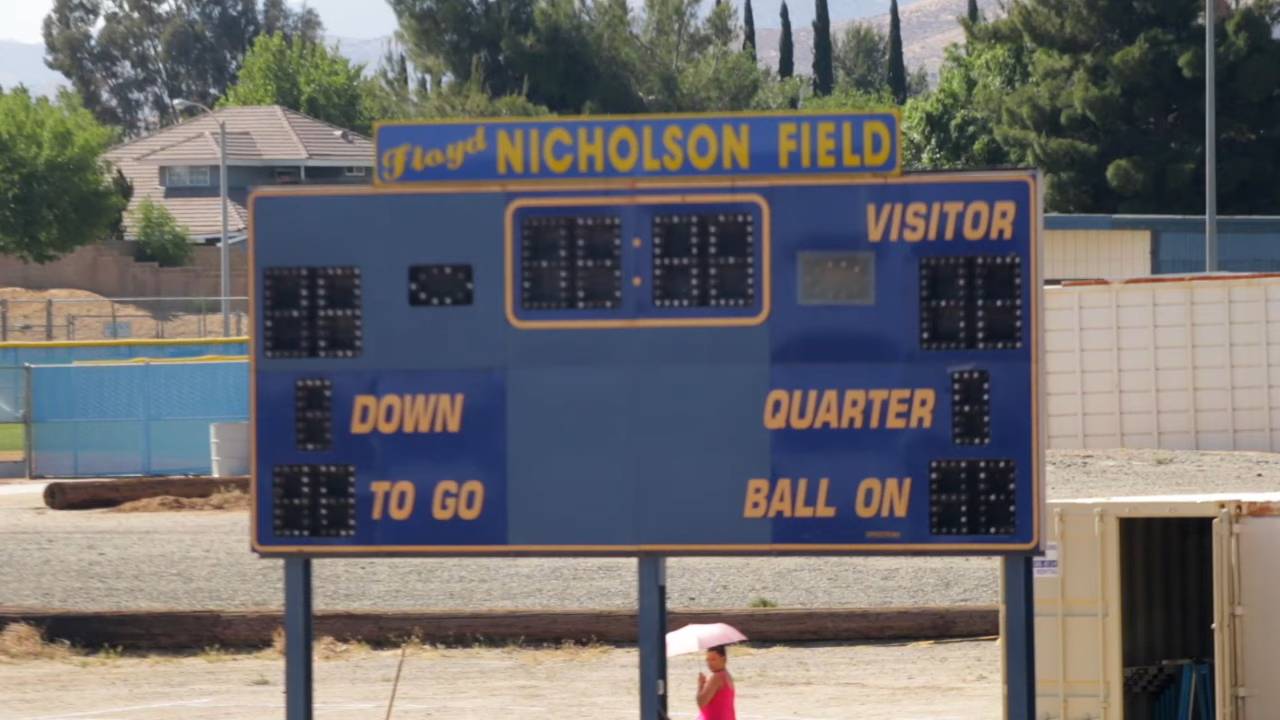 Floyd NICHOLSON FIELD
VISITOR
DOWN
QUARTER
TO GO
BALL ON